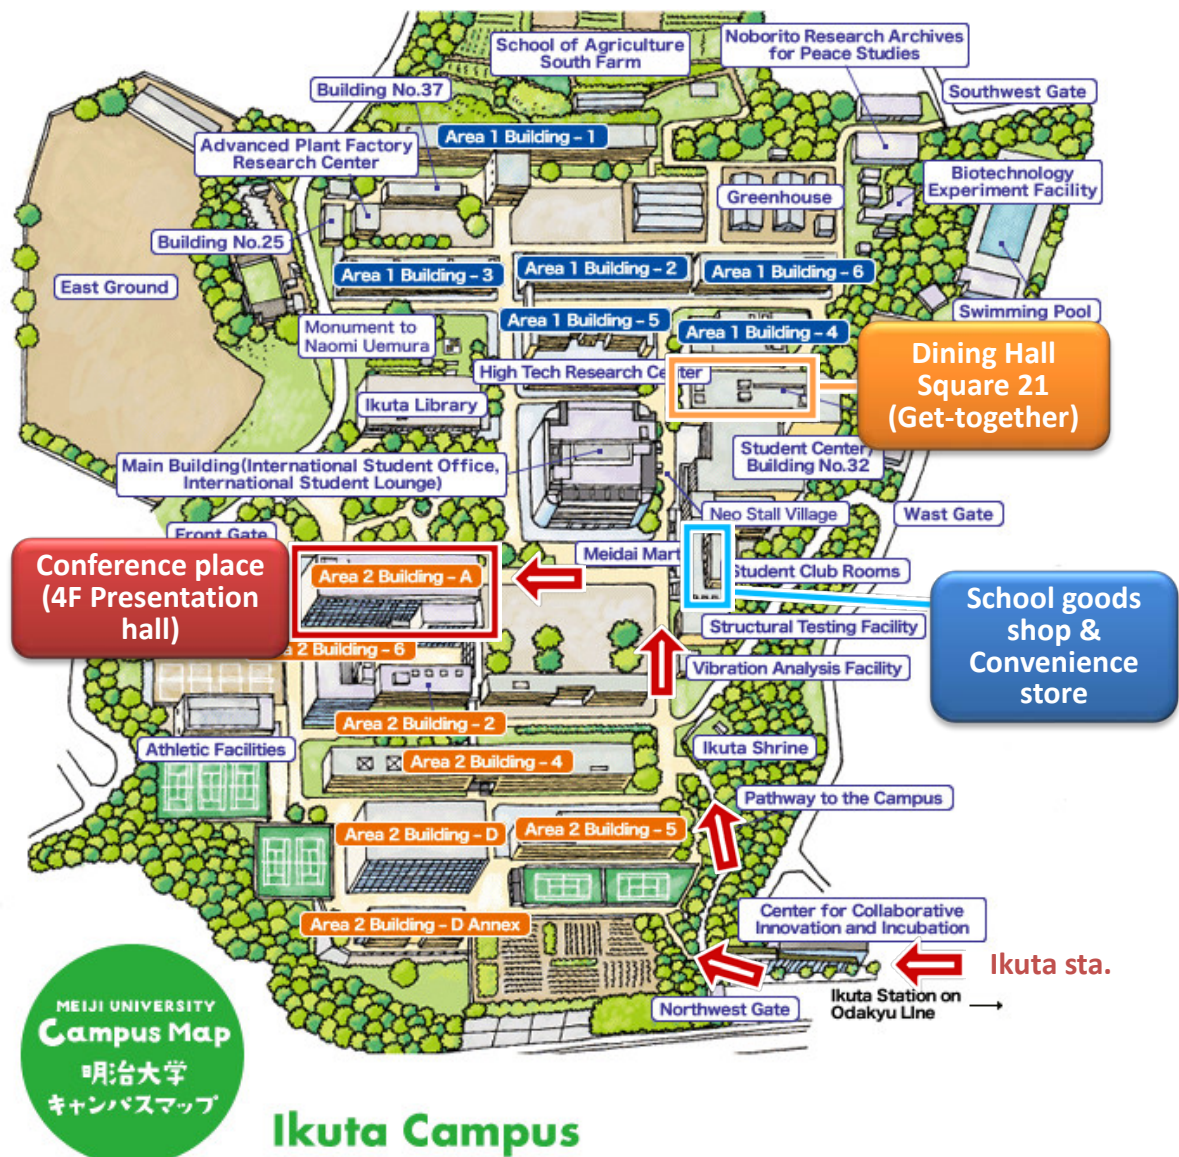 School of Agriculture
South Farm
Noborito Research Archives
for Peace Studies
Building No.37
Southwest Gate
Area 1 Building - 1
Advanced Plant Factory
Research Center
Biotechnology
Experiment Facility
Greenhouse
Building No.25
East Ground
Area 1 Building - 3
Area 1 Building - 2
Area 1 Building - 6
Swimming Pool
Monument to
Naomi Uemura
Area 1 Building - 5
Area 1 Building - 4
Dining Hall
Square 21
(Get-together)
High Tech Research Center
Ikuta Library
Main Building(International Student Office,
International Student Lounge)
Student Center/
Building No.32
Neo Stall Village
Wast Gate
Front Gate
Meidai Mart
Student Club Rooms
Conference place
(4F Presentation
hall)
Area 2 Building - A
School goods
shop &
Convenience
store
Structural Testing Facility
2 Building - 6
Vibration Analysis Facility
Area 2 Building - 2
Athletic Facilities
Ikuta Shrine
Area 2 Building - 4
Pathway to the Campus
Area 2 Building - D
Area 2 Building - 5
Area 2 Building - D Annex
Center for Collaborative
Innovation and Incubation
Ikuta sta.
Northwest Gate
Ikuta Station on
Odakyu LIne
MEIJI UNIVERSITY
Campus Map
明治大学
キャンパスマップ
Ikuta Campus